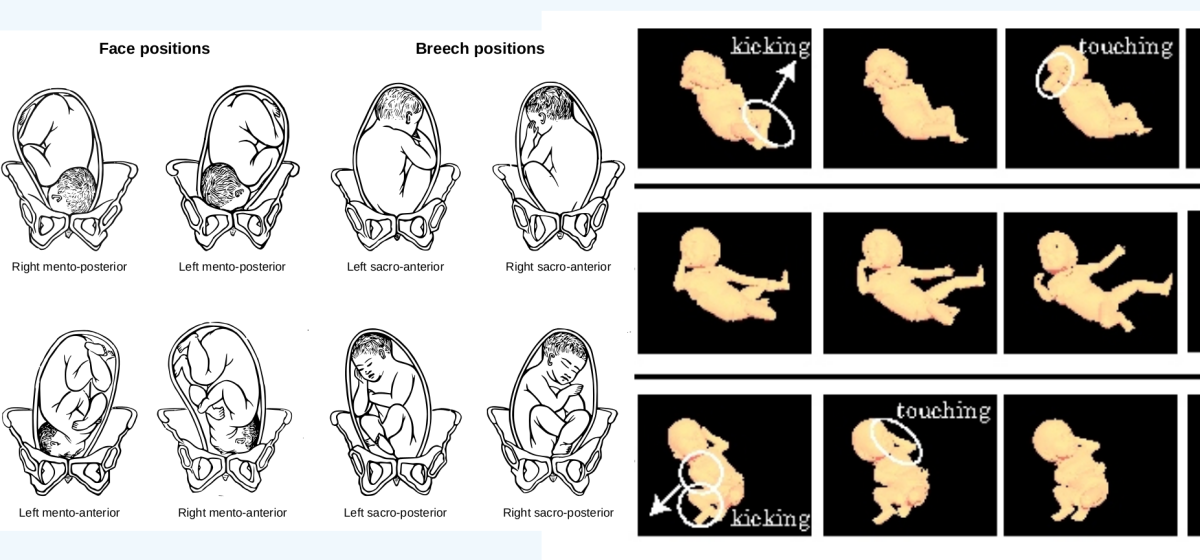 Face positions
Breech positions
Right mento-posterior
Left mento-posterior
Left sacro-anterior
Right sacro-anterior
Left mento-anterior
Right mento-anterior
Left sacro-posterior
Right sacro-posterior
kicking
touching
touching
kicking